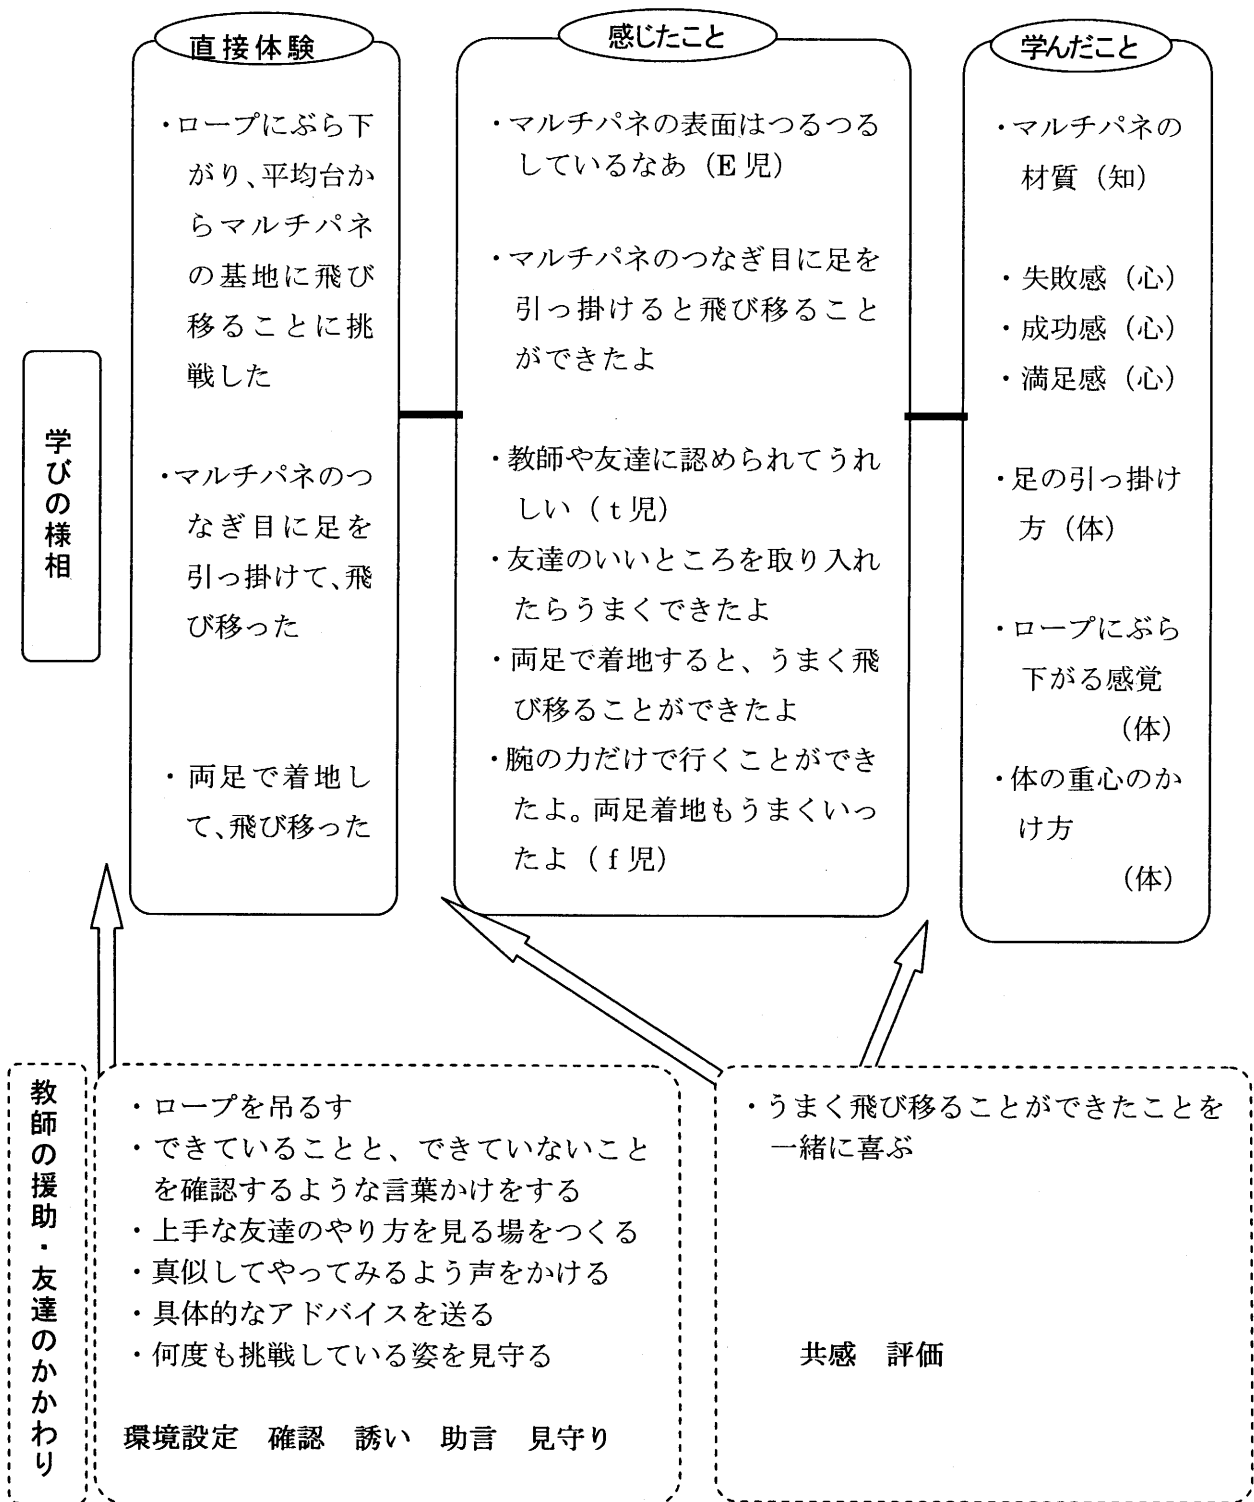 直接体験
・ロープにぶら下
がり、平均台か
らマルチパネ
の基地に飛び
移ることに挑
戦した
・マルチパネのつ
なぎ目に足を
引っ掛けて、飛
び移った
・両足で着地し
て、飛び移った
感じたこと
・マルチパネの表面はつるつる
しているなあ（E児）
・マルチパネのつなぎ目に足を
引っ掛けると飛び移ること
ができたよ
・教師や友達に認められてうれ
しい（t児）
・友達のいいところを取り入れ
たらうまくできたよ
・両足で着地すると、うまく飛
び移ることができたよ
・腕の力だけで行くことができ
たよ。両足着地もうまくいっ
たよ（f児）
学んだこと
・マルチパネの
材質（知）
・失敗感（心）
・成功感（心）
・満足感（心）
・足の引っ掛け
方（体）
・ロープにぶら
下がる感覚
（体）
・体の重心のか
け方
（体）
学びの様相
教師の援助・友達のかかわり
・ロープを吊るす
・できていることと、できていないこと
を確認するような言葉かけをする
・上手な友達のやり方を見る場をつくる
・真似してやってみるよう声をかける
・具体的なアドバイスを送る
・何度も挑戦している姿を見守る
環境設定　確認　誘い　助言　見守り
・うまく飛び移ることができたことを
一緒に喜ぶ
共感　評価